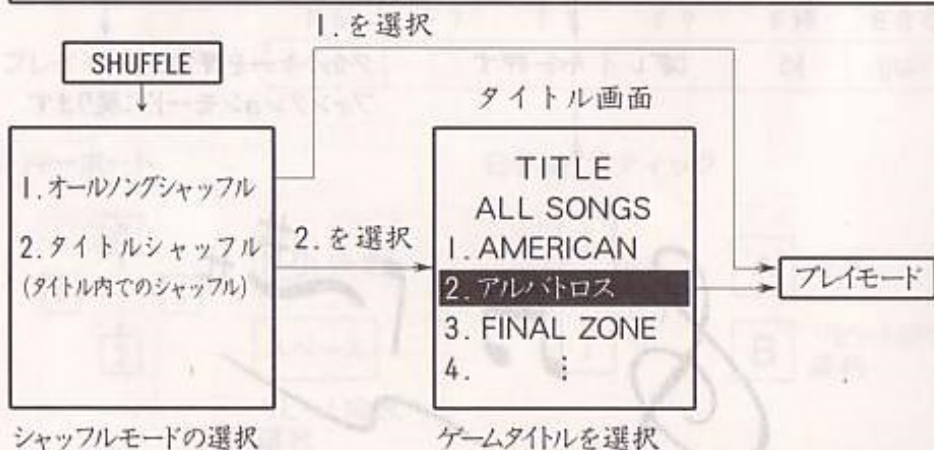 1.を選択
SHUFFLE
タイトル画面
1.オールソングシャッフル
2.タイトルシャッフル
(タイトル内でのシャッフル)
2.を選択
TITLE
ALL SONGS
1.AMERICAN
2.アルバトロス
3.FINAL ZONE
4. ⋮
プレイモード
シャッフルモードの選択
ゲームタイトルを選択